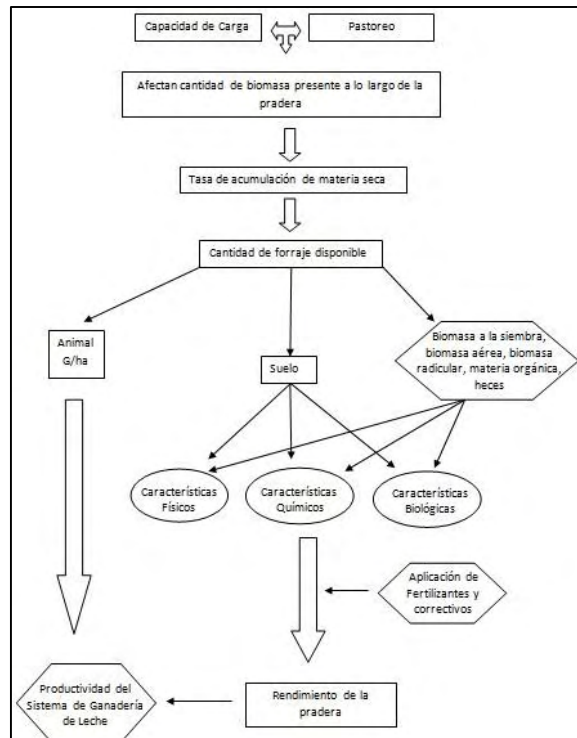 Capacidad de Carga
Pastoreo
Afectan cantidad de biomasa presente a lo largo de la
pradera
Tasa de acumulación de materia seca
Cantidad de forraje disponible
Animal
G/ha
Suelo
Biomasa a la siembra,
biomasa aérea, biomasa
radicular, materia orgánica,
heces
Características
Físicos
Características
Químicos
Características
Biológicas
Aplicación de
Fertilizantes y
correctivos
Productividad del
Sistema de Ganadería
de Leche
Rendimiento de la
pradera